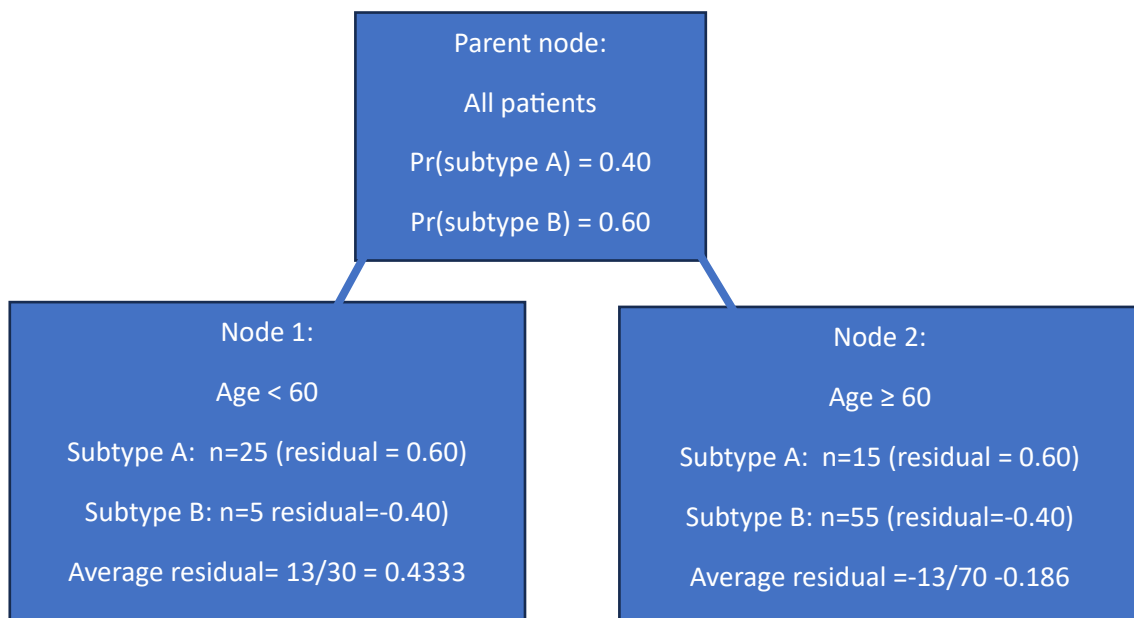 Parent node:
All patients
Pr(subtype A) = 0.40
Pr(subtype B) = 0.60
Node 1:
Age < 60
Subtype A:  n=25 (residual = 0.60)
Subtype B: n=5 residual=-0.40)
Average residual= 13/30 = 0.4333
Node 2:
Age ≥ 60
Subtype A:  n=15 (residual = 0.60)
Subtype B: n=55 (residual=-0.40)
Average residual =-13/70 -0.186